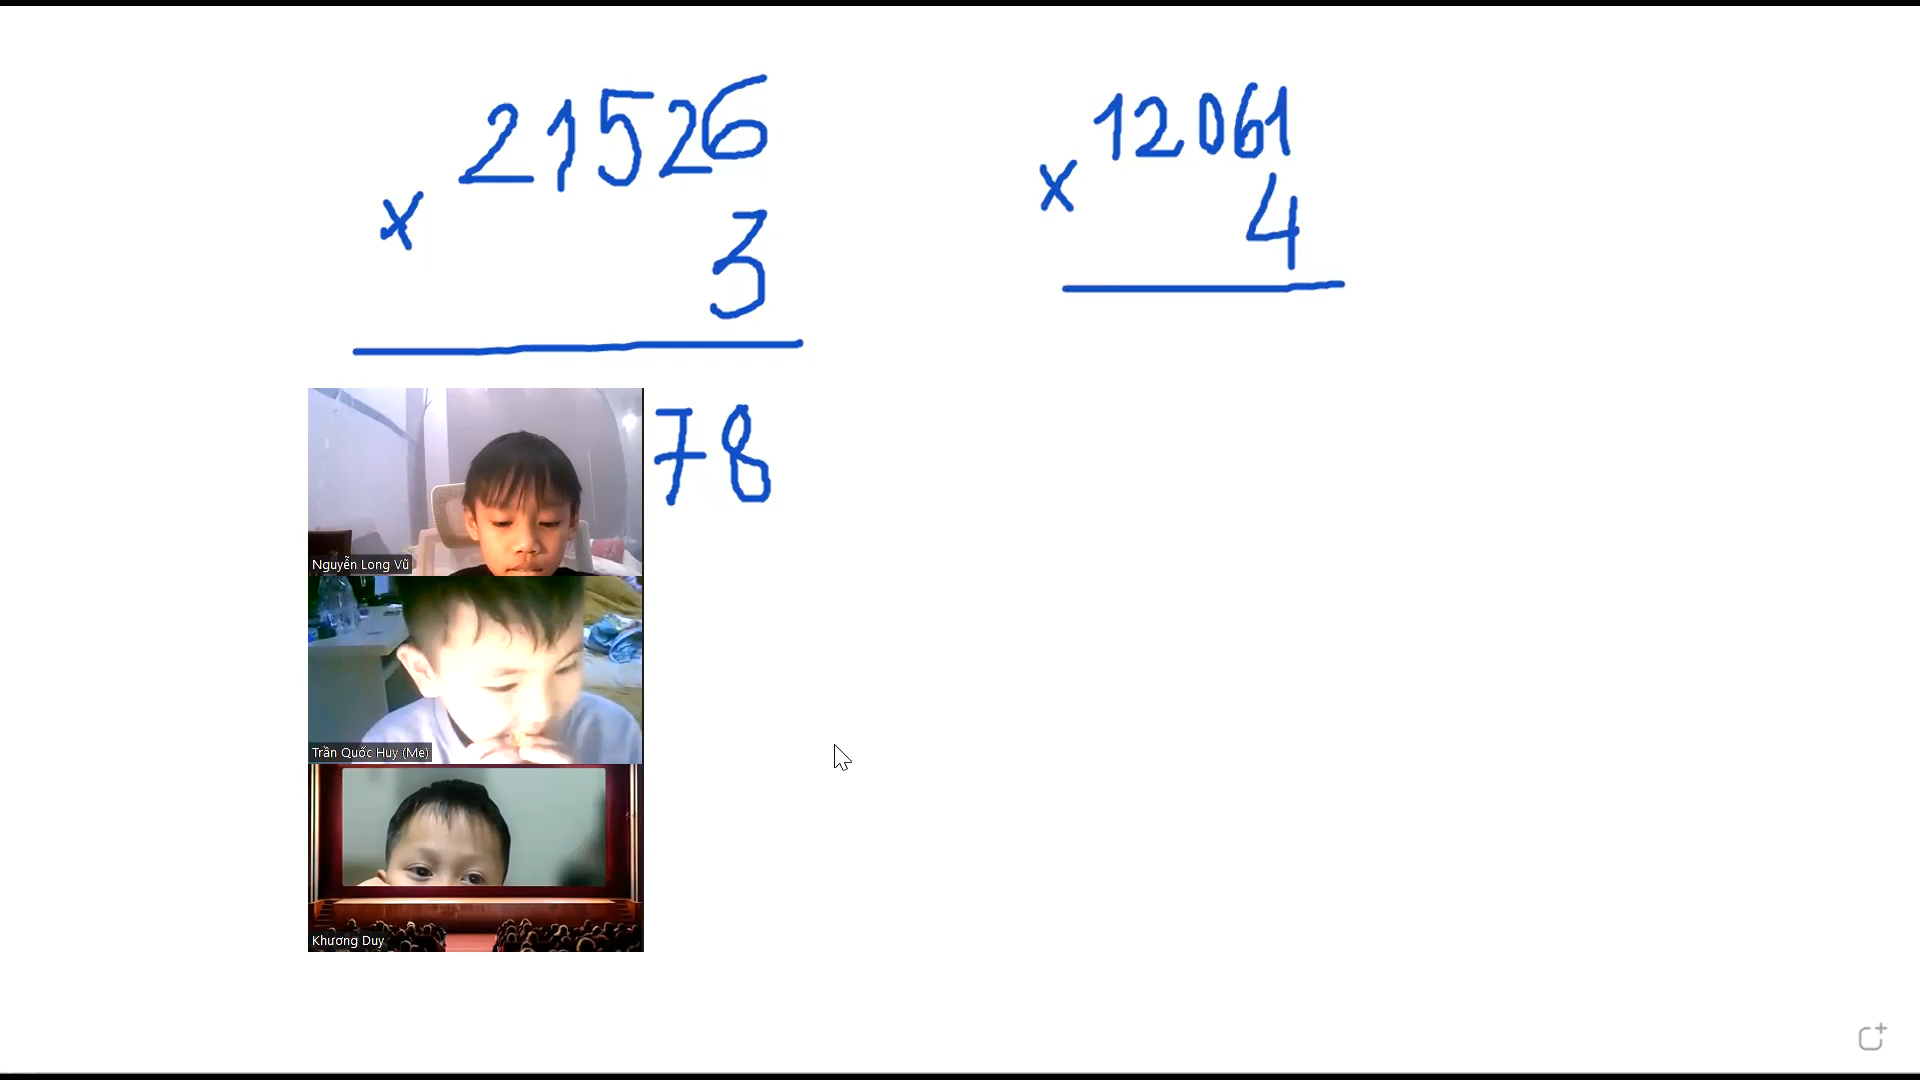 21526
x
3
78
12061
x
4
Nguyễn Long Vũ
Trần Quốc Huy (Me)
Khương Duy